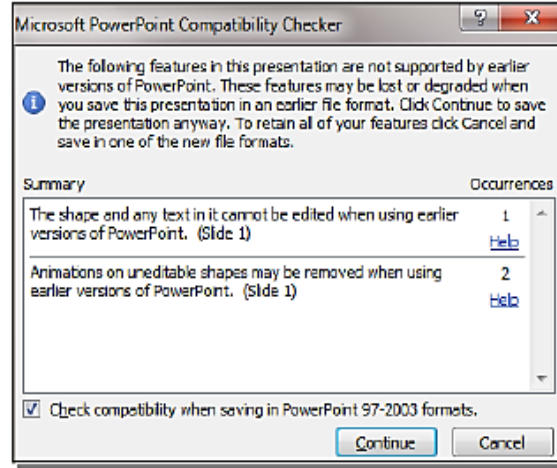 Microsoft PowerPoint Compatibility Checker
The following features in this presentation are not supported by earlier
versions of PowerPoint. These features may be lost or degraded when
you save this presentation in an earlier file format. Click Continue to save
the presentation anyway. To retain all of your features click Cancel and
save in one of the new file formats.
Summary Occurrences
The shape and any text in it cannot be edited when using earlier 1
versions of PowerPoint. (Slide 1) Help
Animations on uneditable shapes may be removed when using 2
earlier versions of PowerPoint. (Slide 1) Help
Check compatibility when saving in PowerPoint 97-2003 formats.
Continue Cancel